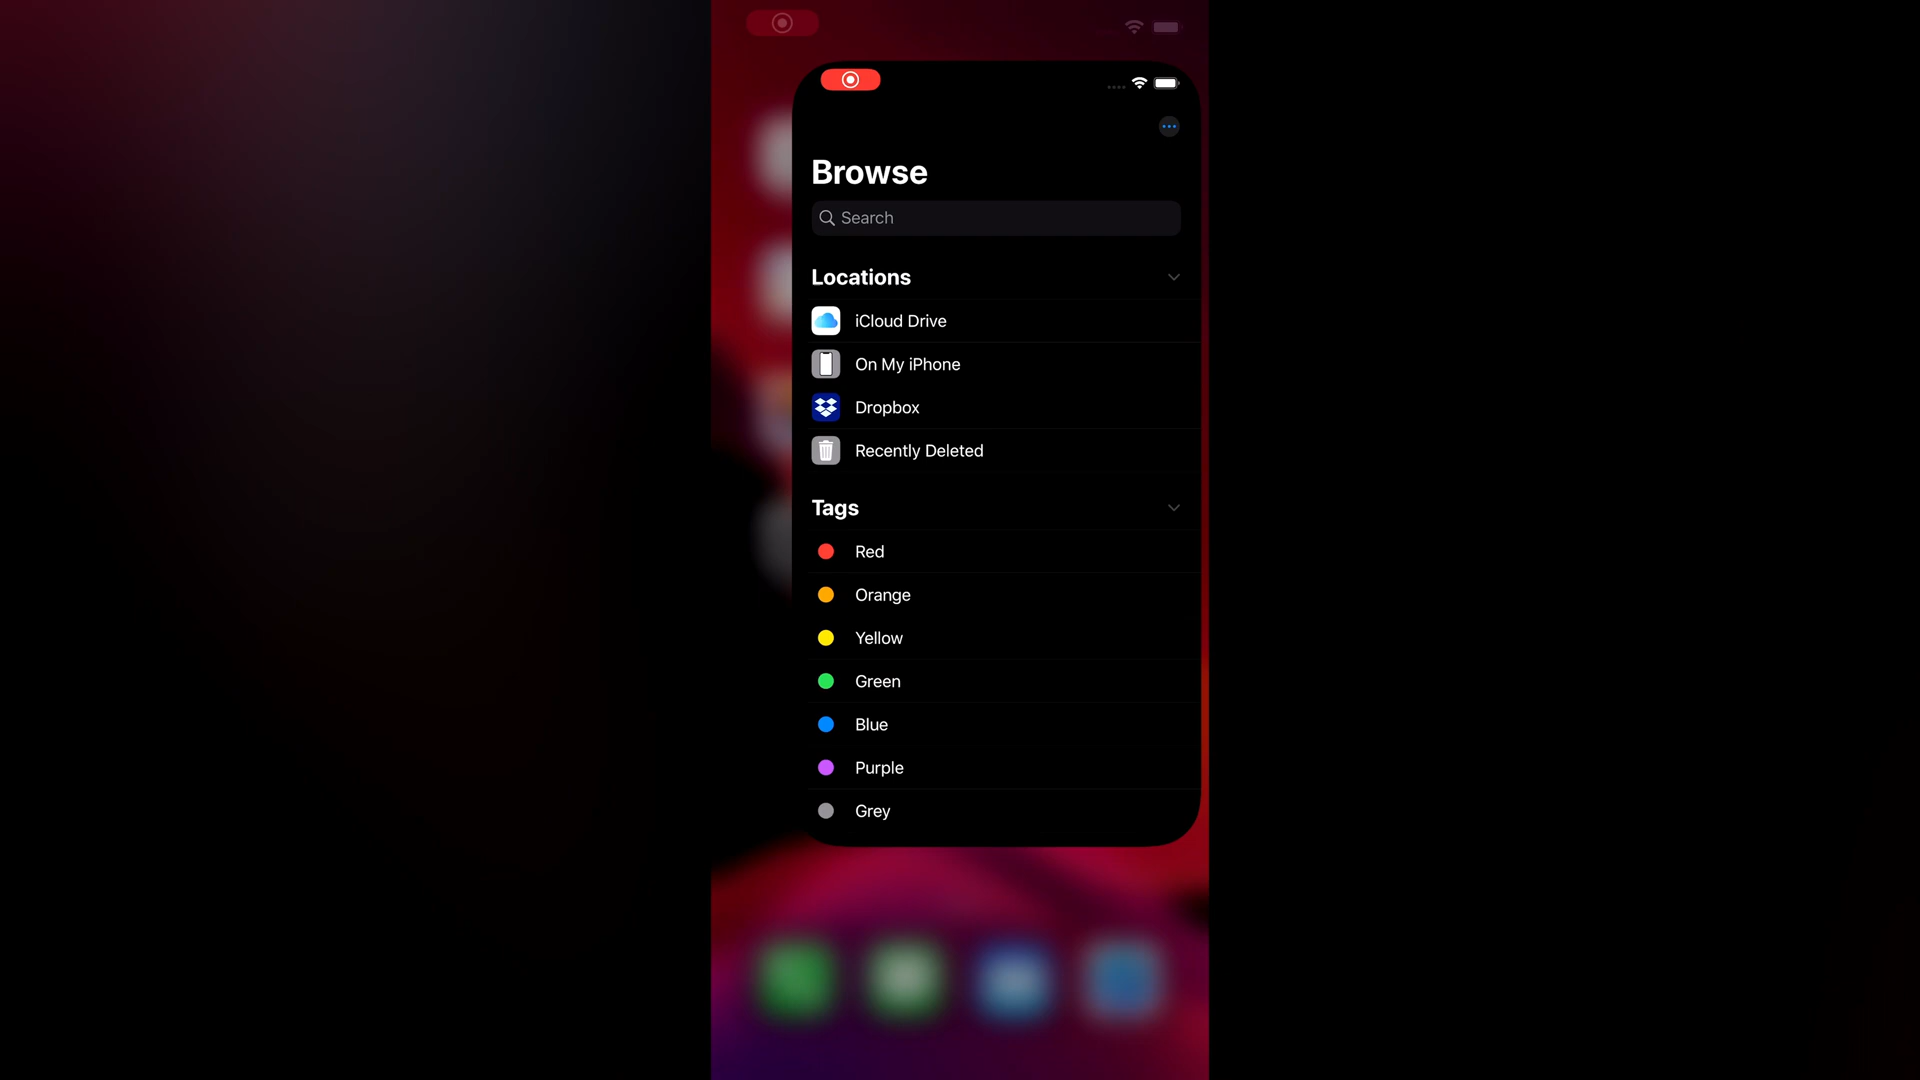 Browse
Search
Locations
iCloud Drive
On My iPhone
Dropbox
Recently Deleted
Tags
Red
Orange
Yellow
Green
Blue
Purple
Grey